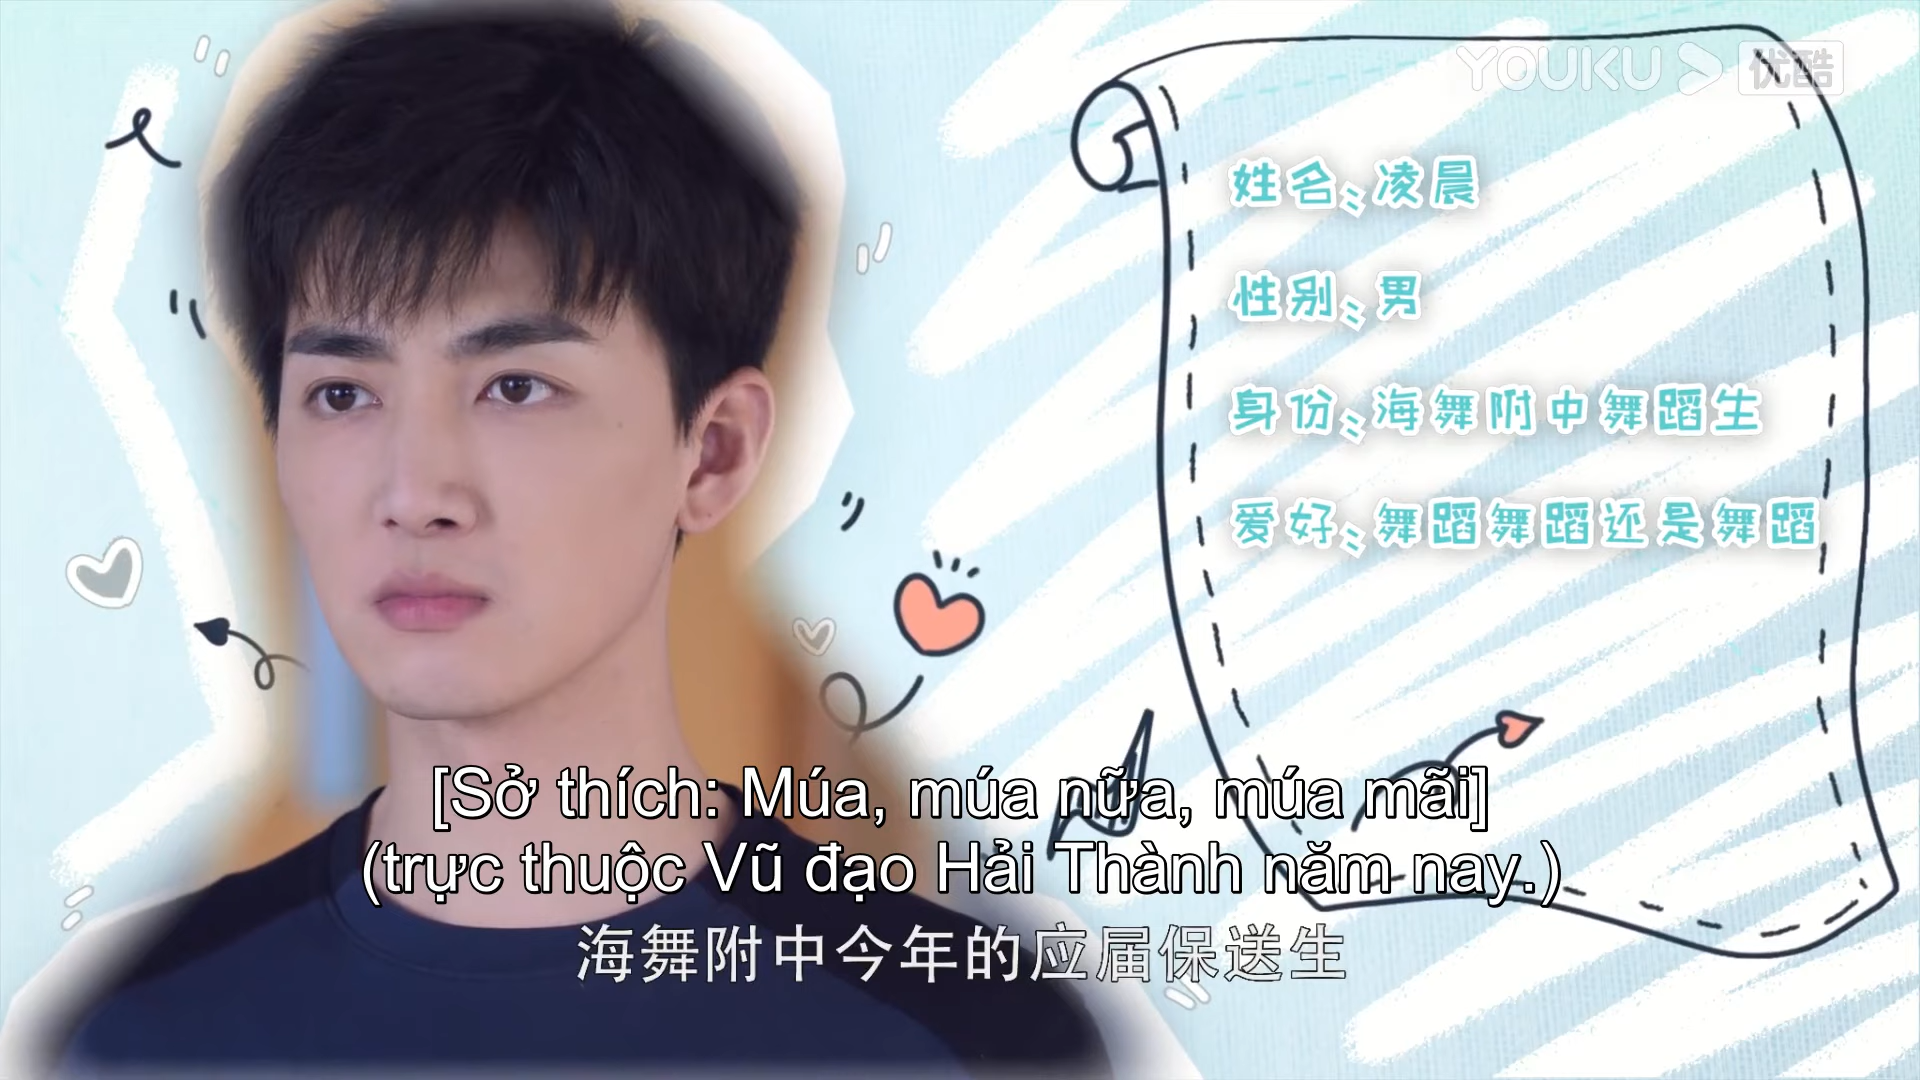 YOUKU 优酷
姓名:凌晨
性别:男
身份:海舞附中舞蹈生
爱好:舞蹈舞蹈还是舞蹈
[Sở thích: Múa, múa nữa, múa mãi]
(trực thuộc Vũ đạo Hải Thành năm nay.)
海舞附中今年的应届保送生